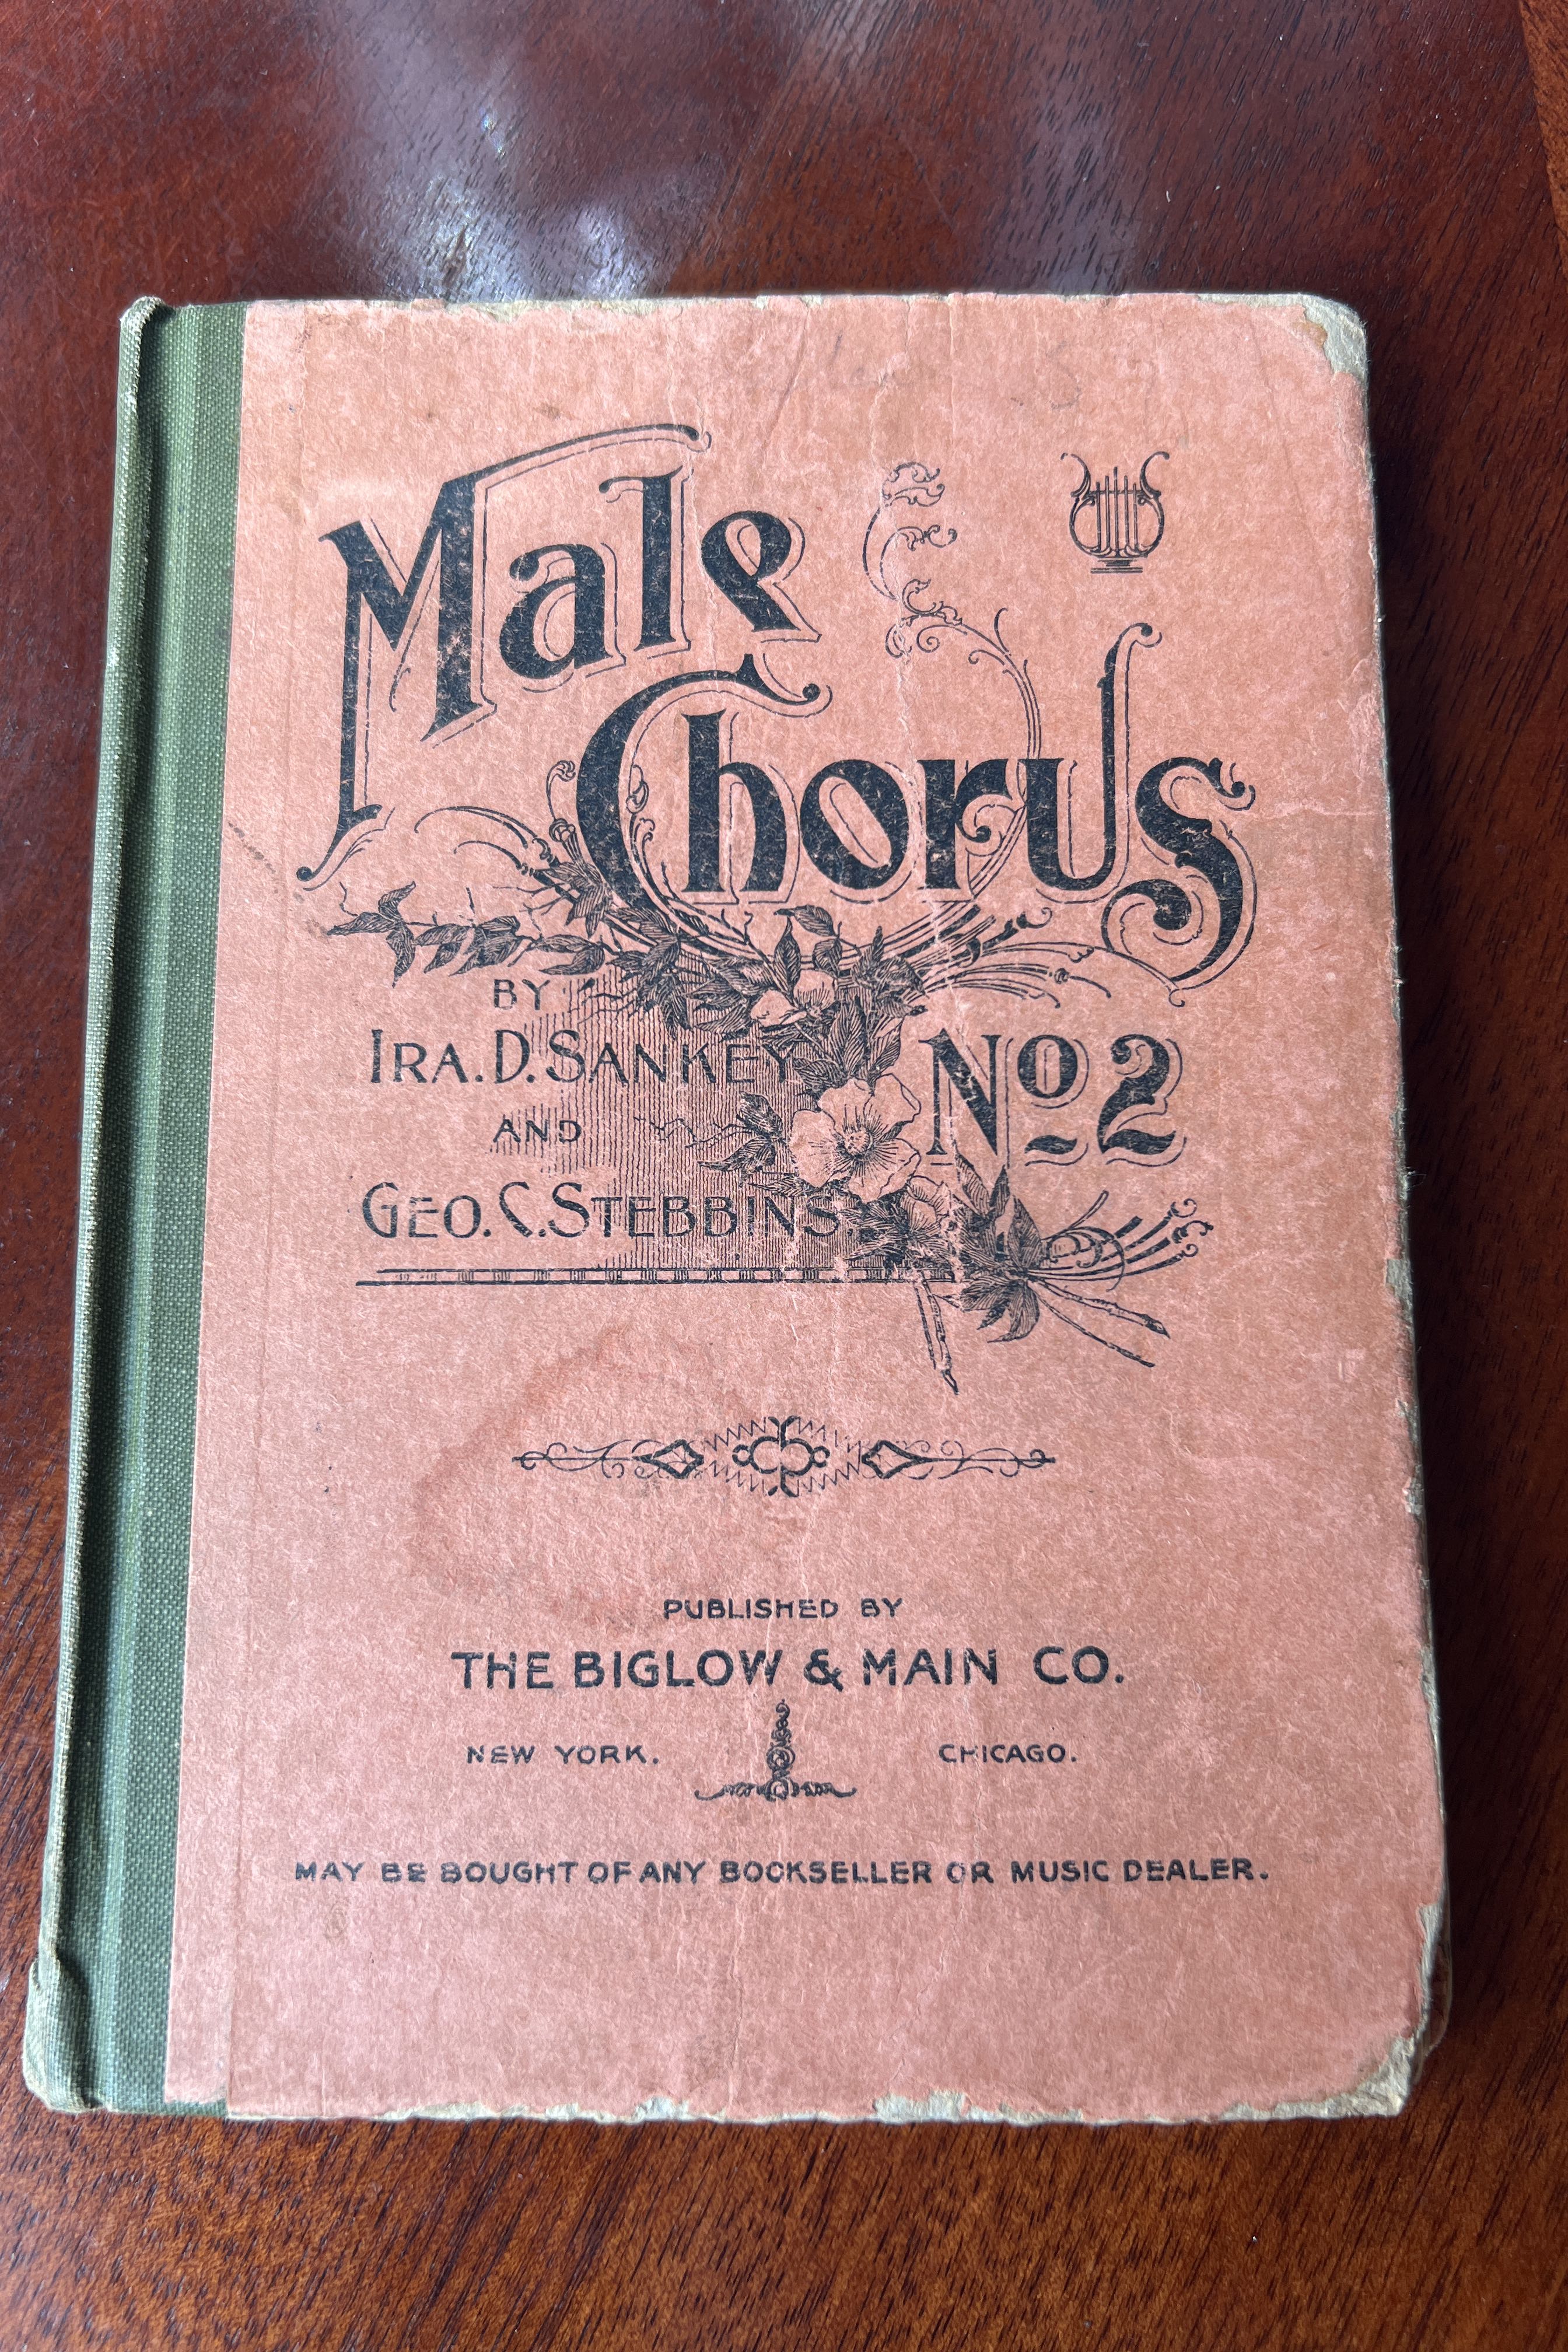 Male
Chorus
BY
IRA. D. SANKEY
AND
GEO. C. STEBBINS.
No 2
PUBLISHED BY
THE BIGLOW & MAIN CO.
NEW YORK. CHICAGO.
MAY BE BOUGHT OF ANY BOOKSELLER OR MUSIC DEALER.